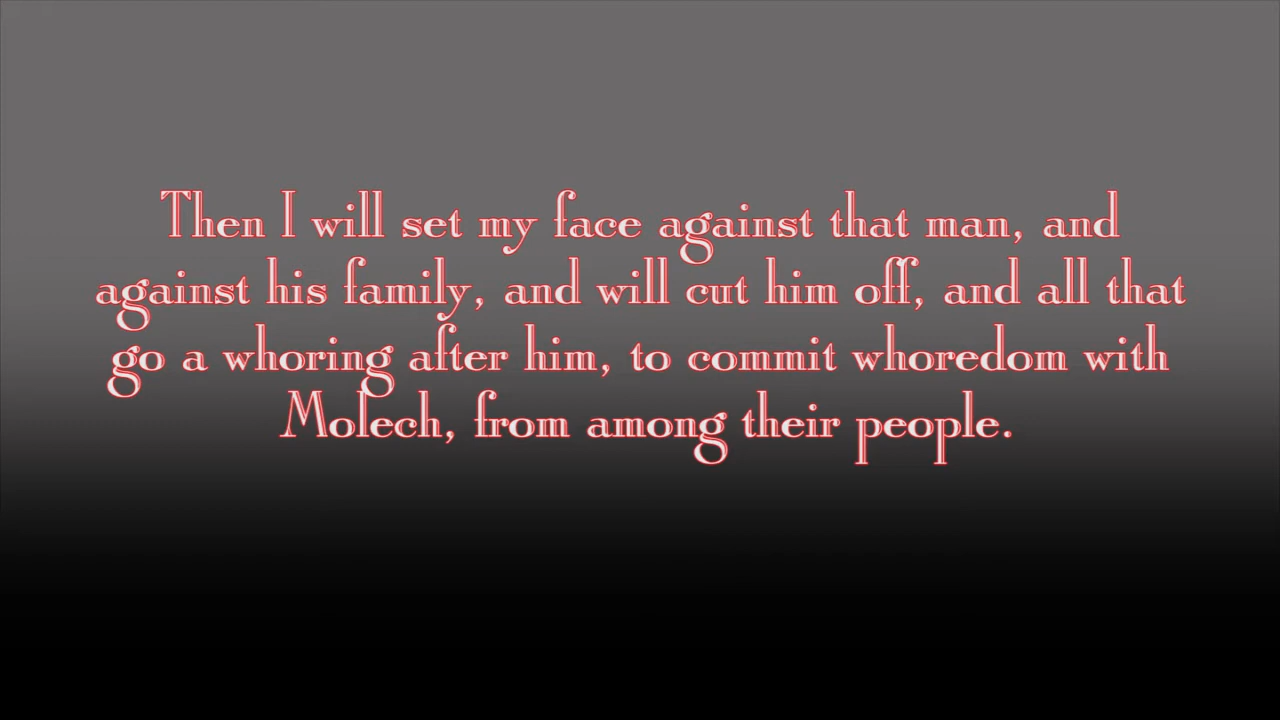 Then I will set my face against that man, and
against his family, and will cut him off, and all that
go a whoring after him, to commit whoredom with
Molech, from among their people.